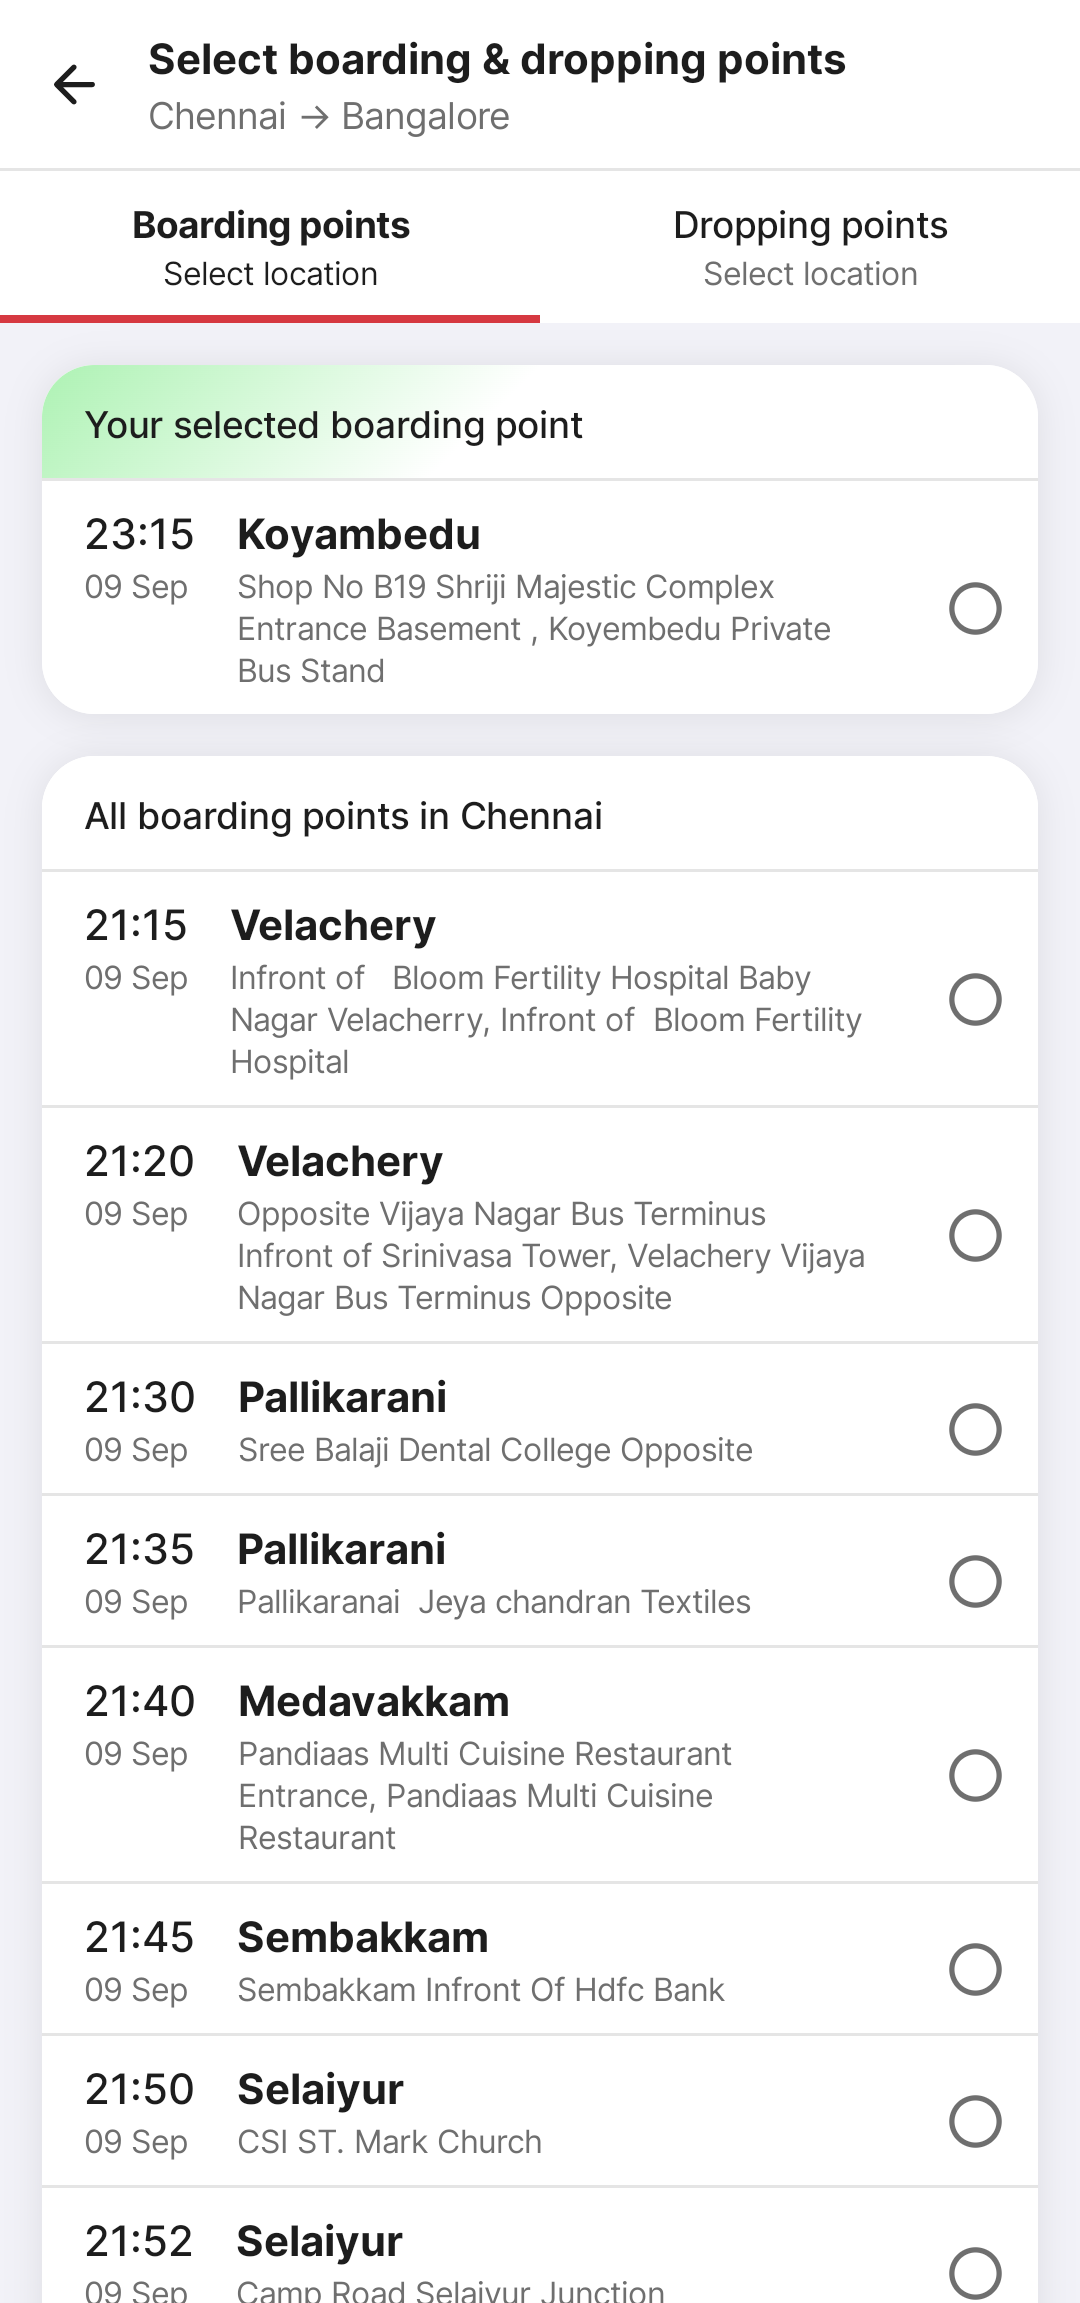 Select boarding & dropping points
Chennai → Bangalore
Boarding points
Select location
Dropping points
Select location
Your selected boarding point
23:15 Koyambedu
09 Sep Shop No B19 Shriji Majestic Complex
Entrance Basement , Koyembedu Private
Bus Stand
All boarding points in Chennai
21:15 Velachery
09 Sep Infront of   Bloom Fertility Hospital Baby
Nagar Velacherry, Infront of  Bloom Fertility
Hospital
21:20 Velachery
09 Sep Opposite Vijaya Nagar Bus Terminus
Infront of Srinivasa Tower, Velachery Vijaya
Nagar Bus Terminus Opposite
21:30 Pallikarani
09 Sep Sree Balaji Dental College Opposite
21:35 Pallikarani
09 Sep Pallikaranai  Jeya chandran Textiles
21:40 Medavakkam
09 Sep Pandiaas Multi Cuisine Restaurant
Entrance, Pandiaas Multi Cuisine
Restaurant
21:45 Sembakkam
09 Sep Sembakkam Infront Of Hdfc Bank
21:50 Selaiyur
09 Sep CSI ST. Mark Church
21:52 Selaiyur
09 Sep Camp Road Selaiyur Junction